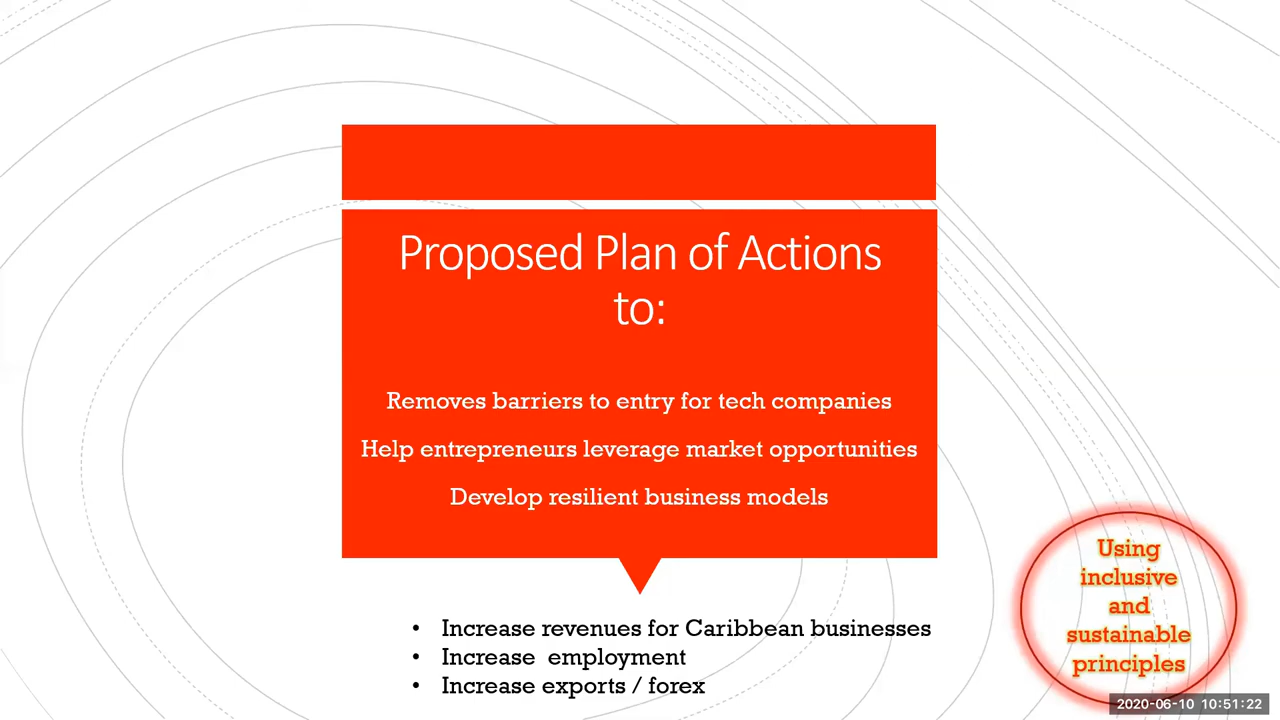 Proposed Plan of Actions
to:
Removes barriers to entry for tech companies
Help entrepreneurs leverage market opportunities
Develop resilient business models
• Increase revenues for Caribbean businesses
• Increase  employment
• Increase exports / forex
Using
inclusive
and
sustainable
principles
2020-06-10 10:51:22